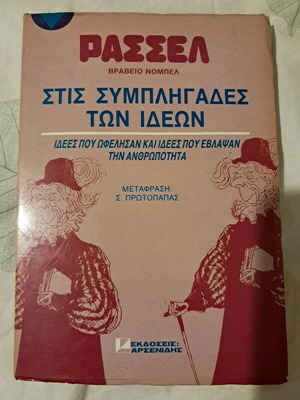 ΡΑΣΣΕΛ
ΒΡΑΒΕΙΟ ΝΟΜΠΕΛ
ΣΤΙΣ ΣΥΜΠΛΗΓΑΔΕΣ
ΤΩΝ ΙΔΕΩΝ
ΙΔΕΕΣ ΠΟΥ ΩΦΕΛΗΣΑΝ ΚΑΙ ΙΔΕΕΣ ΠΟΥ ΕΒΛΑΨΑΝ
ΤΗΝ ΑΝΘΡΩΠΟΤΗΤΑ
ΜΕΤΑΦΡΑΣΗ:
Σ. ΠΡΩΤΟΠΑΠΑΣ
ΕΚΔΟΣΕΙΣ:
ΑΡΣΕΝΙΔΗΣ